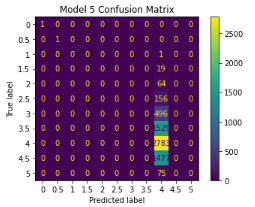 Model 5 Confusion Matrix
0 1 0 0 0 0 0 0 0 0 0 0
0.5 0 1 0 0 0 0 0 0 0 0 0
1 0 0 0 0 0 0 0 0 1 0 0
1.5 0 0 0 0 0 0 0 0 19 0 0
2 0 0 0 0 0 0 0 0 64 0 0
2.5 0 0 0 0 0 0 0 0 156 0 0
3 0 0 0 0 0 0 0 0 496 0 0
3.5 0 0 0 0 0 0 0 0 1529 0 0
4 0 0 0 0 0 0 0 0 2783 0 0
4.5 0 0 0 0 0 0 0 0 1477 0 0
5 0 0 0 0 0 0 0 0 75 0 0
0 0.5 1 1.5 2 2.5 3 3.5 4 4.5 5
True label
Predicted label
2500
2000
1500
1000
500
0